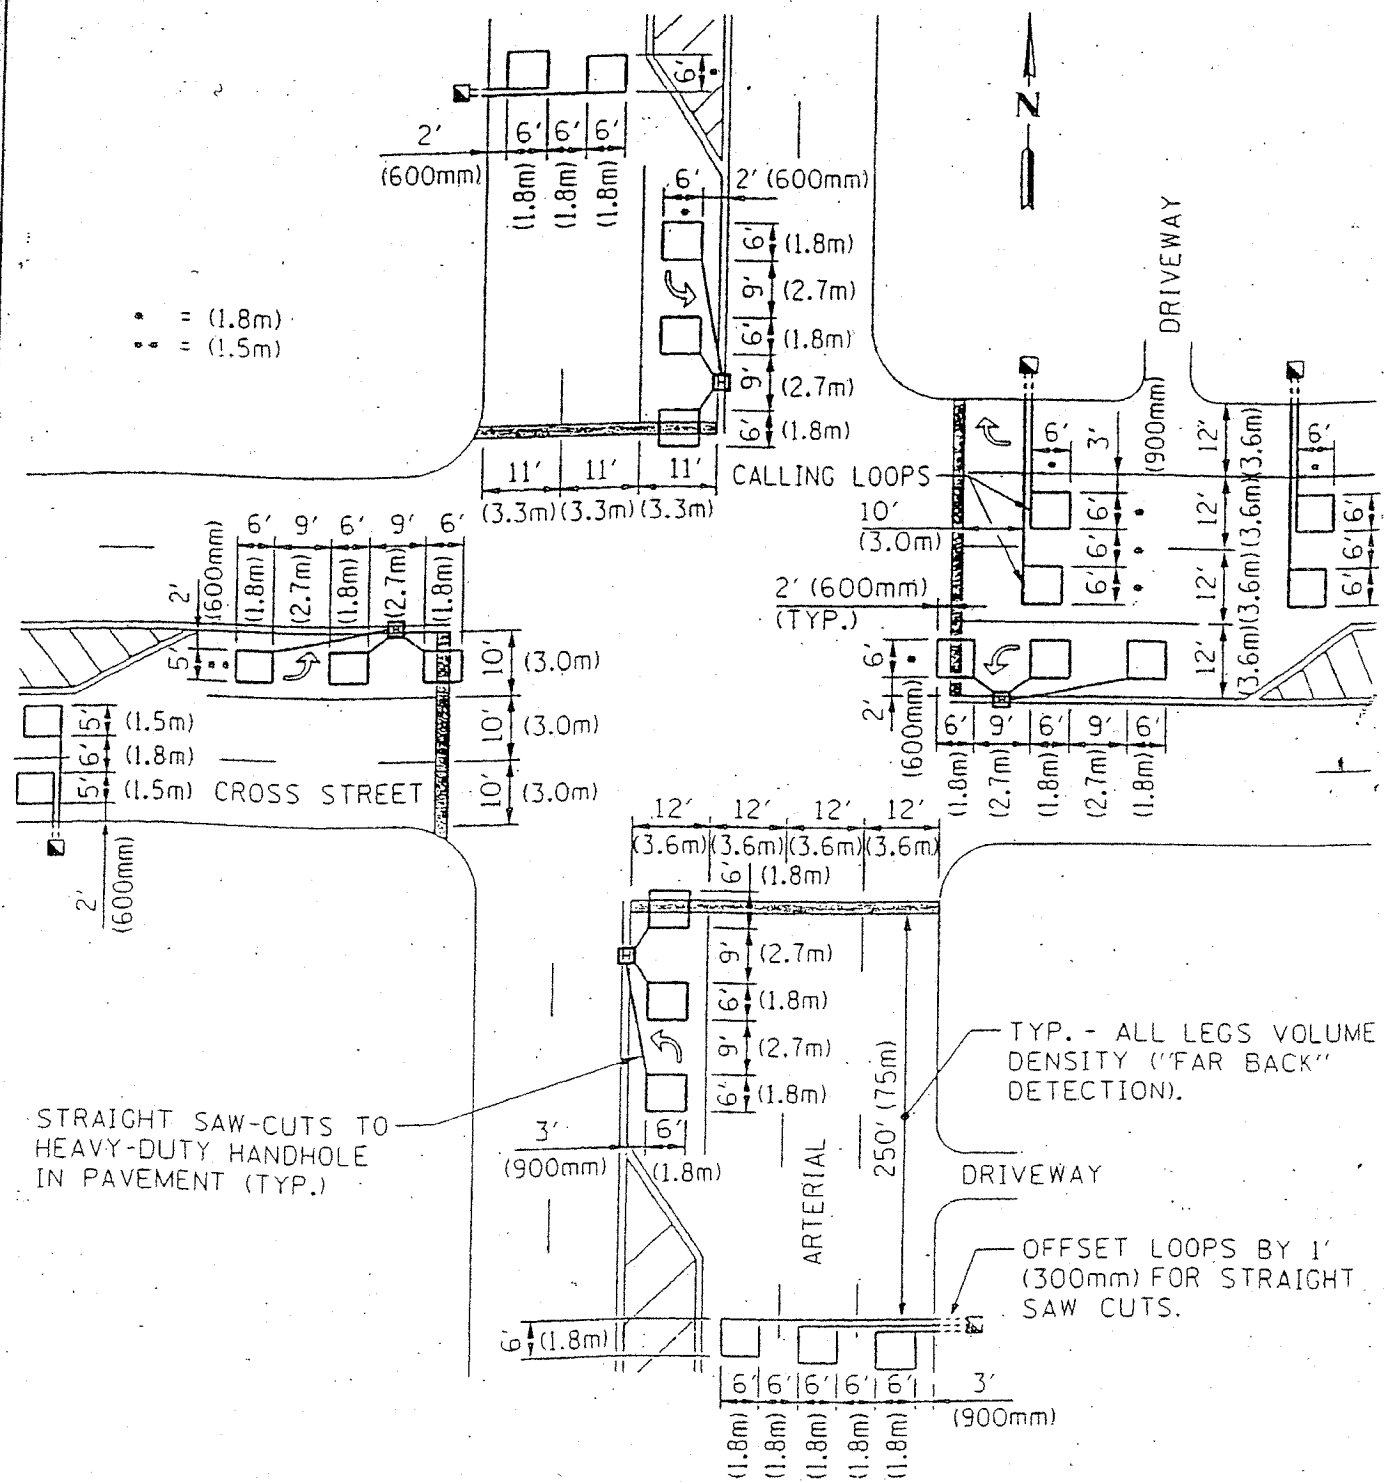 6'
•
2'
(600mm)
6' 6' 6'
(1.8m) (1.8m) (1.8m)
N
6' 2' (600mm)
•
6' (1.8m)
9' (2.7m)
6' (1.8m)
9' (2.7m)
6' (1.8m)
• = (1.8m)
•• = (1.5m)
H
11' 11' 11'
(3.3m) (3.3m) (3.3m)
DRIVEWAY
CALLING LOOPS
10'
(3.0m)
2' (600mm)
(TYP.)
6'
•
3'
(900mm)
12' (3.6m)
12' (3.6m)
12' (3.6m)
12' (3.6m)
6'
•
6' •
6' •
6' •
6'
6'
6'
6' •
2'
(600mm)
H
6' 9' 6' 9' 6'
(1.8m) (2.7m) (1.8m) (2.7m) (1.8m)
6' 9' 6' 9' 6'
(1.8m) (2.7m) (1.8m) (2.7m) (1.8m)
2'
(600mm)
H
5' ••
10' (3.0m)
10' (3.0m)
10' (3.0m)
5' (1.5m)
6' (1.8m)
5' (1.5m)
CROSS STREET
2'
(600mm)
12' 12' 12' 12'
(3.6m) (3.6m) (3.6m) (3.6m)
6' (1.8m)
H
9' (2.7m)
6' (1.8m)
9' (2.7m)
6' (1.8m)
STRAIGHT SAW-CUTS TO
HEAVY-DUTY HANDHOLE
IN PAVEMENT (TYP.)
3'
(900mm)
6'
(1.8m)
ARTERIAL
250' (75m)
TYP. - ALL LEGS VOLUME
DENSITY ("FAR BACK"
DETECTION).
DRIVEWAY
OFFSET LOOPS BY 1'
(300mm) FOR STRAIGHT
SAW CUTS.
6' (1.8m)
6' 6' 6' 6' 6'
(1.8m) (1.8m) (1.8m) (1.8m) (1.8m)
3'
(900mm)